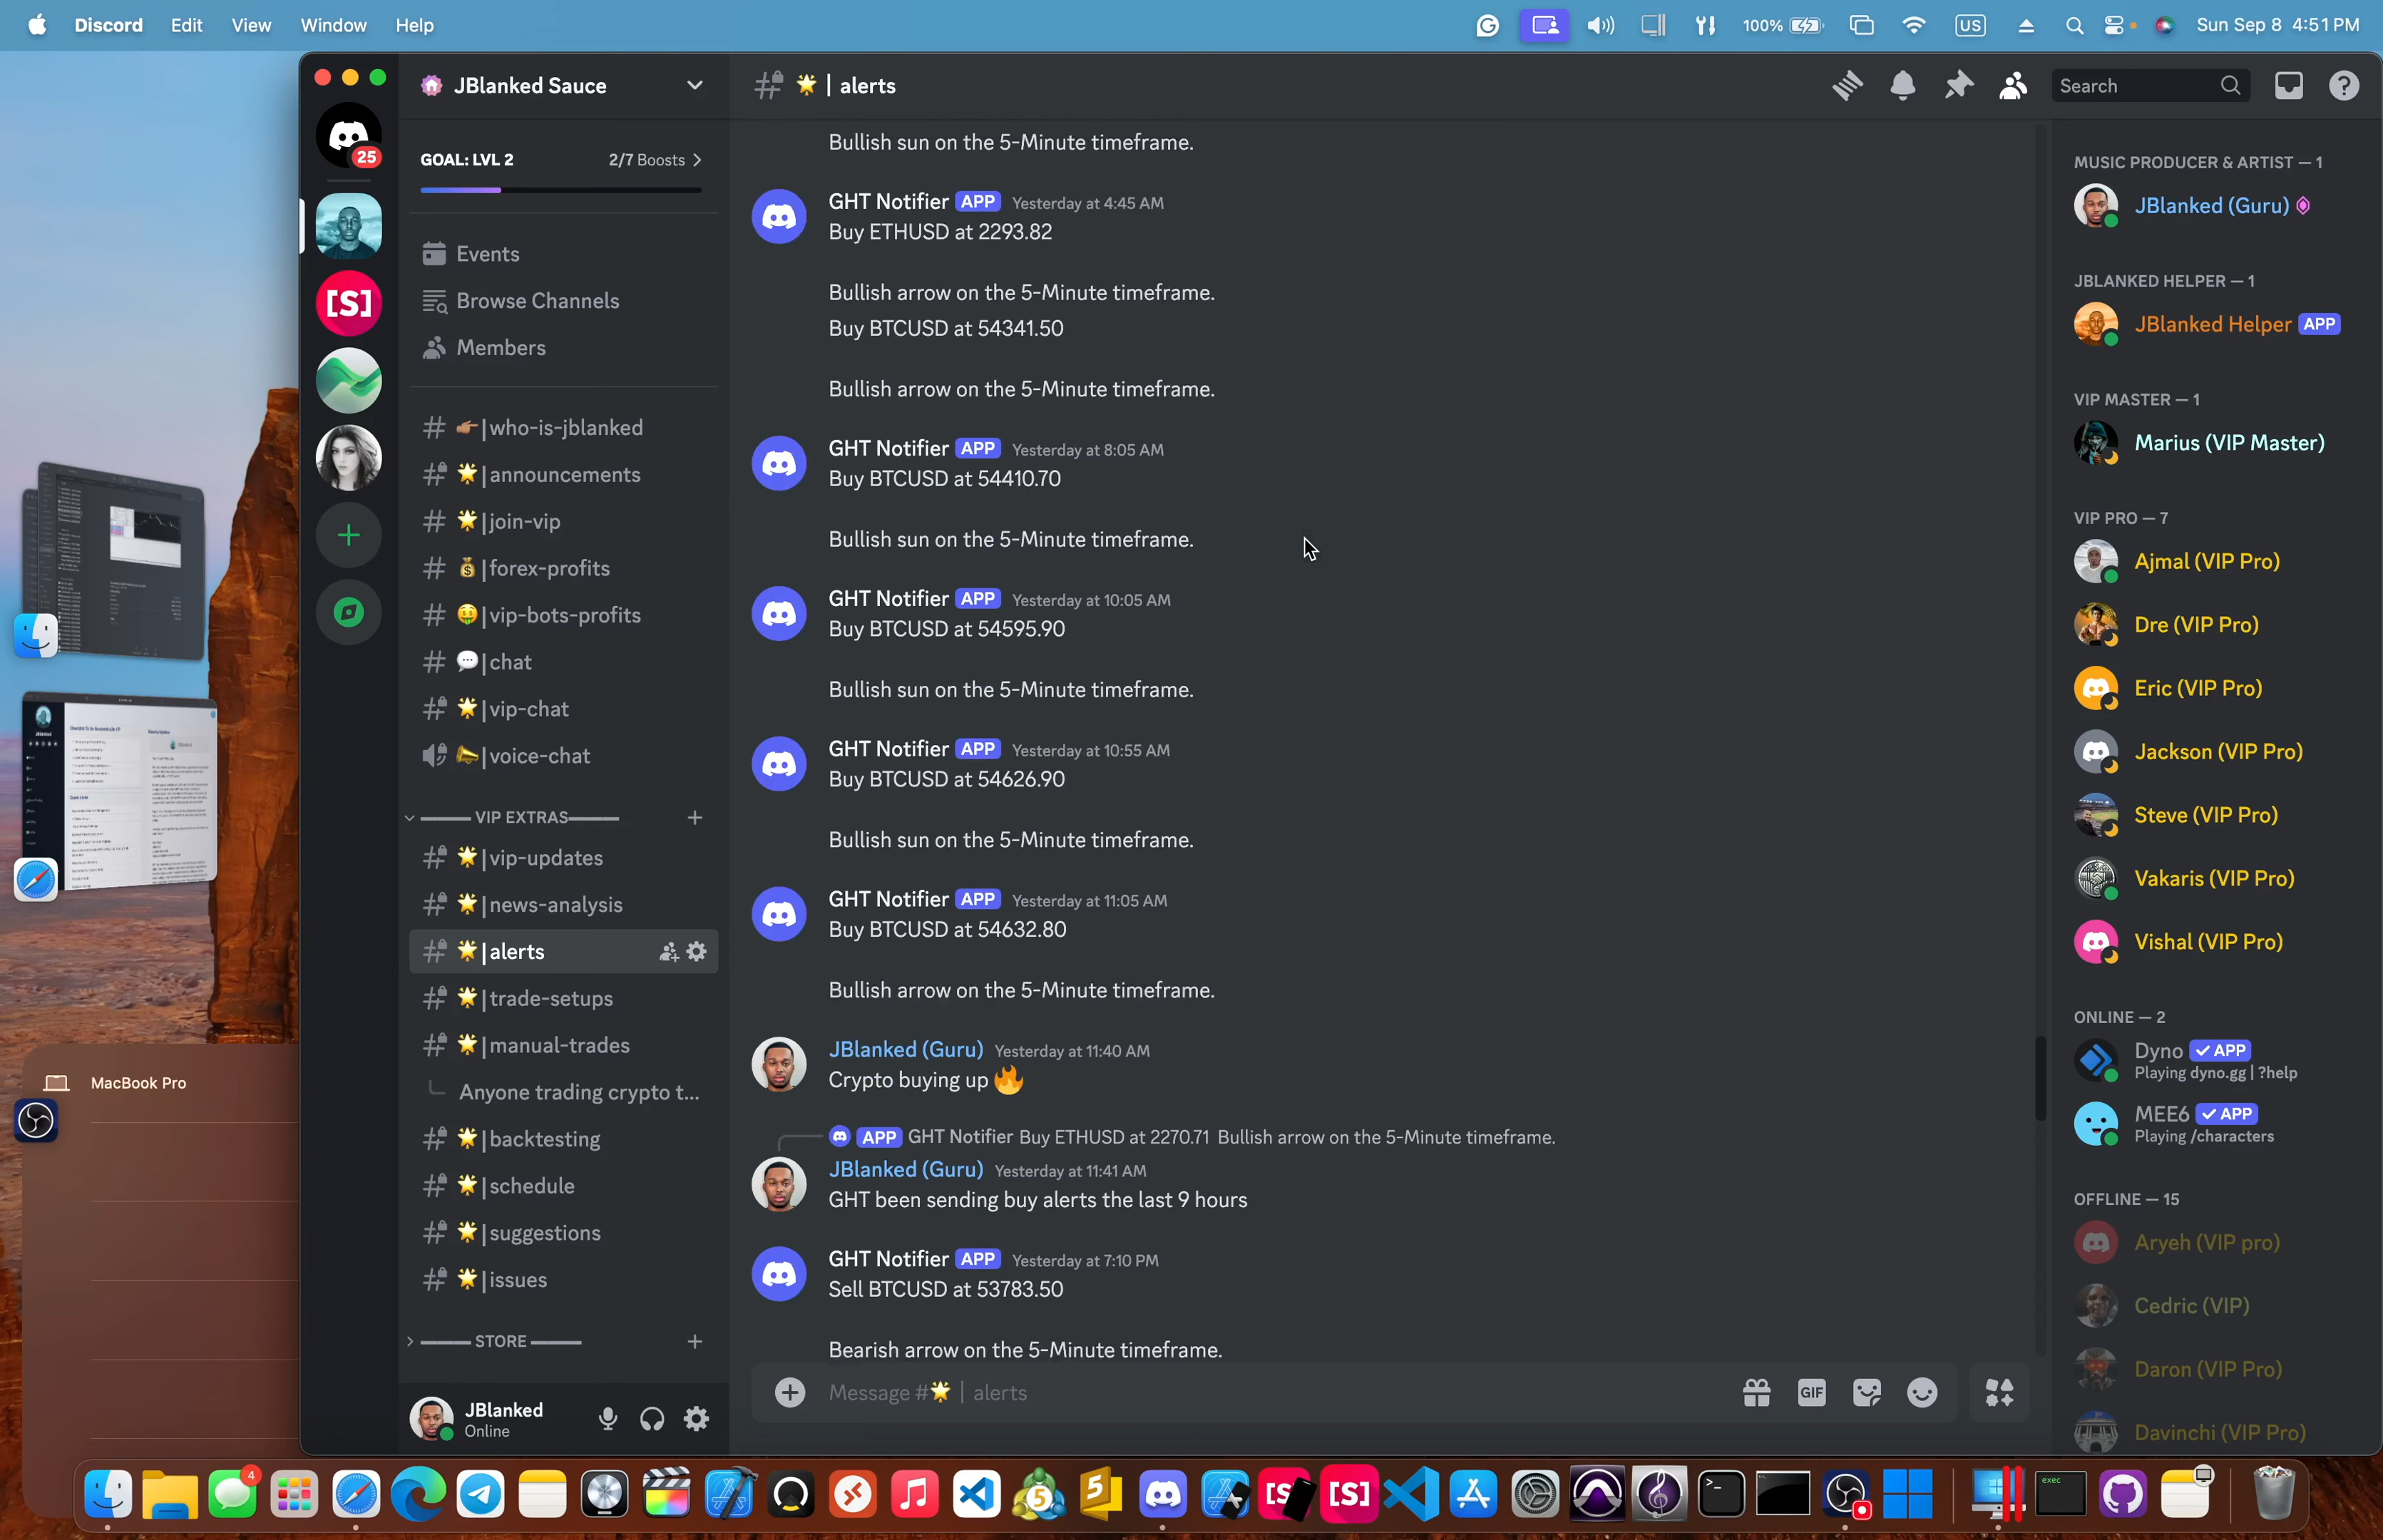 Discord Edit View Window Help
100% US Sun Sep 8 4:51 PM
JBlanked Sauce
# 🌟 | alerts
Search
25
GOAL: LVL 2 2/7 Boosts
Events
Browse Channels
Members
👉🏾|who-is-jblanked
🌟|announcements
🌟|join-vip
💰|forex-profits
🤑|vip-bots-profits
💬|chat
🌟|vip-chat
📣|voice-chat
VIP EXTRAS
🌟|vip-updates
🌟|news-analysis
🌟|alerts
🌟|trade-setups
🌟|manual-trades
Anyone trading crypto t...
🌟|backtesting
🌟|schedule
🌟|suggestions
🌟|issues
STORE
JBlanked
Online
[S]
MacBook Pro
Bullish sun on the 5-Minute timeframe.
GHT Notifier APP Yesterday at 4:45 AM
Buy ETHUSD at 2293.82
Bullish arrow on the 5-Minute timeframe.
Buy BTCUSD at 54341.50
Bullish arrow on the 5-Minute timeframe.
GHT Notifier APP Yesterday at 8:05 AM
Buy BTCUSD at 54410.70
Bullish sun on the 5-Minute timeframe.
GHT Notifier APP Yesterday at 10:05 AM
Buy BTCUSD at 54595.90
Bullish sun on the 5-Minute timeframe.
GHT Notifier APP Yesterday at 10:55 AM
Buy BTCUSD at 54626.90
Bullish sun on the 5-Minute timeframe.
GHT Notifier APP Yesterday at 11:05 AM
Buy BTCUSD at 54632.80
Bullish arrow on the 5-Minute timeframe.
JBlanked (Guru) Yesterday at 11:40 AM
Crypto buying up 🔥
APP GHT Notifier Buy ETHUSD at 2270.71 Bullish arrow on the 5-Minute timeframe.
JBlanked (Guru) Yesterday at 11:41 AM
GHT been sending buy alerts the last 9 hours
GHT Notifier APP Yesterday at 7:10 PM
Sell BTCUSD at 53783.50
Bearish arrow on the 5-Minute timeframe.
Message #🌟 | alerts
GIF
MUSIC PRODUCER & ARTIST — 1
JBlanked (Guru)
JBLANKED HELPER — 1
JBlanked Helper APP
VIP MASTER — 1
Marius (VIP Master)
VIP PRO — 7
Ajmal (VIP Pro)
Dre (VIP Pro)
Eric (VIP Pro)
Jackson (VIP Pro)
Steve (VIP Pro)
Vakaris (VIP Pro)
Vishal (VIP Pro)
ONLINE — 2
Dyno ✓ APP
Playing dyno.gg | ?help
MEE6 ✓ APP
Playing /characters
OFFLINE — 15
Aryeh (VIP pro)
Cedric (VIP)
Daron (VIP Pro)
Davinchi (VIP Pro)
4
5
5
[S]
[S]
exec